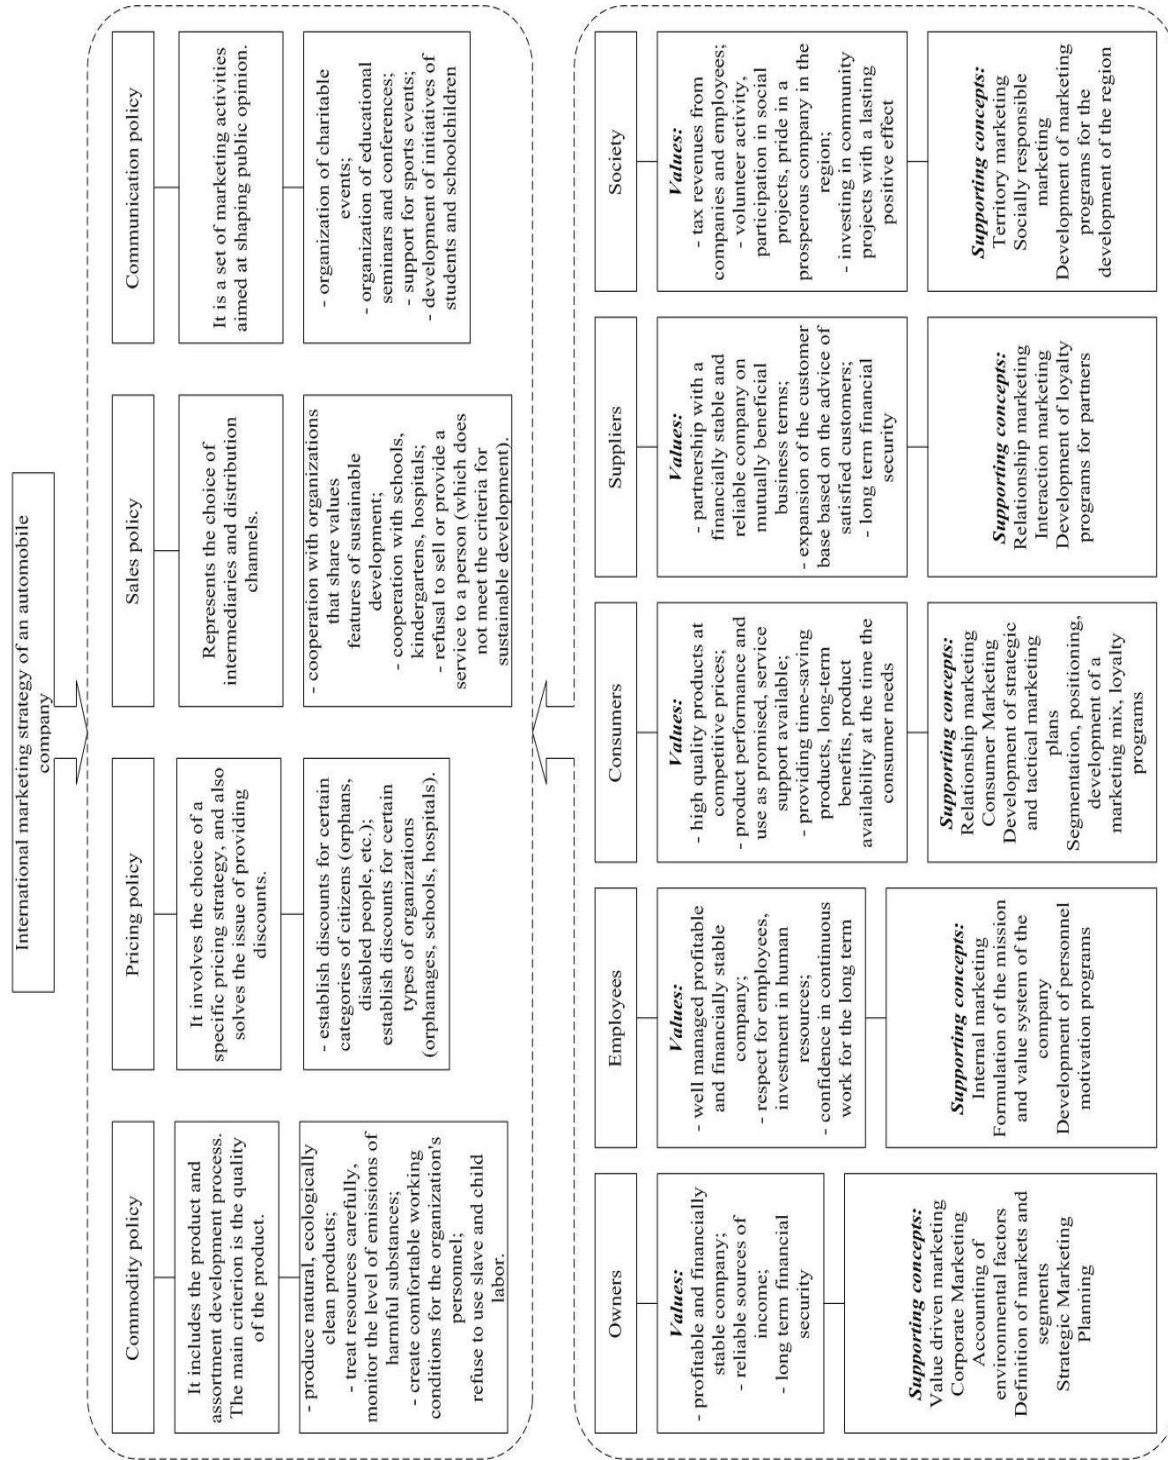 International marketing strategy of an automobile
company
Commodity policy
It includes the product and
assortment development process.
The main criterion is the quality
of the product.
- produce natural, ecologically
clean products;
- treat resources carefully,
monitor the level of emissions of
harmful substances;
- create comfortable working
conditions for the organization's
personnel;
refuse to use slave and child
labor.
Pricing policy
It involves the choice of a
specific pricing strategy, and also
solves the issue of providing
discounts.
- establish discounts for certain
categories of citizens (orphans,
disabled people, etc.);
establish discounts for certain
types of organizations
(orphanages, schools, hospitals).
Sales policy
Represents the choice of
intermediaries and distribution
channels.
- cooperation with organizations
that share values
features of sustainable
development;
- cooperation with schools,
kindergartens, hospitals;
- refusal to sell or provide a
service to a person (which does
not meet the criteria for
sustainable development).
Communication policy
It is a set of marketing activities
aimed at shaping public opinion.
- organization of charitable
events;
- organization of educational
seminars and conferences;
- support for sports events;
- development of initiatives of
students and schoolchildren
Owners
Values:
- profitable and financially
stable company;
- reliable sources of
income;
- long term financial
security
Supporting concepts:
Value driven marketing
Corporate Marketing
Accounting of
environmental factors
Definition of markets and
segments
Strategic Marketing
Planning
Employees
Values:
- well managed profitable
and financially stable
company;
- respect for employees,
investment in human
resources;
- confidence in continuous
work for the long term
Supporting concepts:
Internal marketing
Formulation of the mission
and value system of the
company
Development of personnel
motivation programs
Consumers
Values:
- high quality products at
competitive prices;
- product performance and
use as promised, service
support available;
- providing time-saving
products, long-term
benefits, product
availability at the time the
consumer needs
Supporting concepts:
Relationship marketing
Consumer Marketing
Development of strategic
and tactical marketing
plans
Segmentation, positioning,
development of a
marketing mix, loyalty
programs
Suppliers
Values:
- partnership with a
financially stable and
reliable company on
mutually beneficial
business terms;
- expansion of the customer
base based on the advice of
satisfied customers;
- long term financial
security
Supporting concepts:
Relationship marketing
Interaction marketing
Development of loyalty
programs for partners
Society
Values:
- tax revenues from
companies and employees;
- volunteer activity,
participation in social
projects, pride in a
prosperous company in the
region;
- investing in community
projects with a lasting
positive effect
Supporting concepts:
Territory marketing
Socially responsible
marketing
Development of marketing
programs for the
development of the region